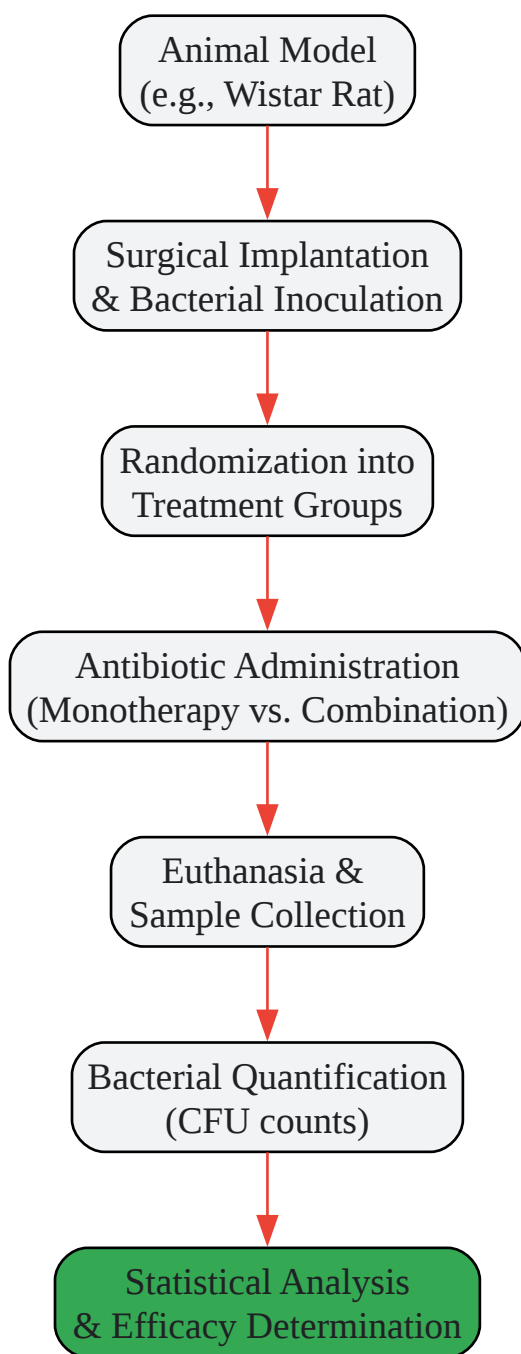 Animal Model
(e.g., Wistar Rat)
Surgical Implantation
& Bacterial Inoculation
Randomization into
Treatment Groups
Antibiotic Administration
(Monotherapy vs. Combination)
Euthanasia &
Sample Collection
Bacterial Quantification
(CFU counts)
Statistical Analysis
& Efficacy Determination